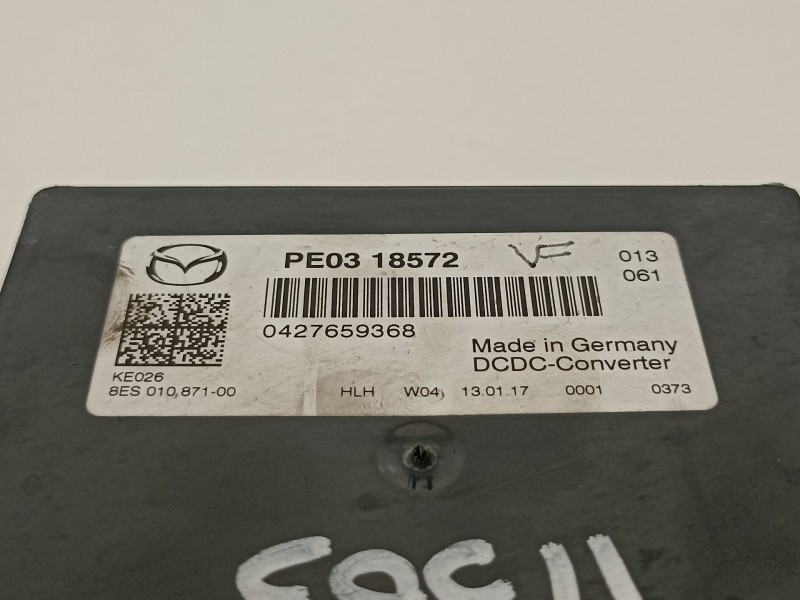 PE03 18572 VF 013
061
0427659368
Made in Germany
DCDC-Converter
KE026
8ES 010,871-00 HLH W04 13.01.17 0001 0373